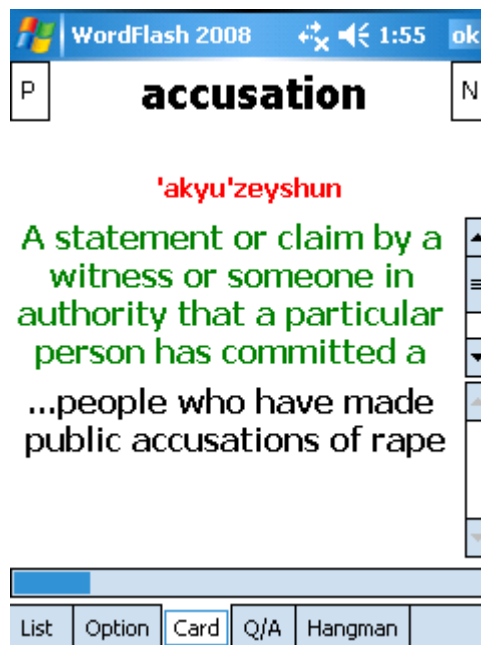 WordFlash 2008 1:55 ok
P accusation N
'akyu'zeyshun
A statement or claim by a
witness or someone in
authority that a particular
person has committed a
...people who have made
public accusations of rape
List Option Card Q/A Hangman